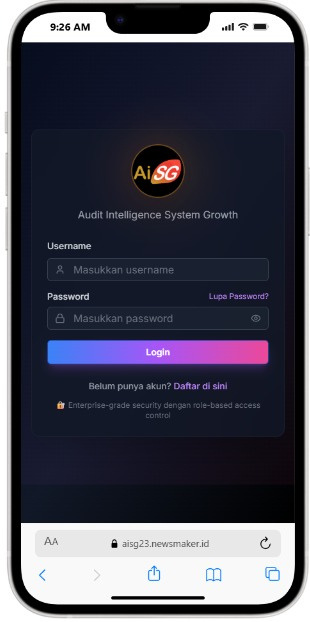 9:26 AM
AiSG
Audit Intelligence System Growth
Username
Masukkan username
Password Lupa Password?
Masukkan password
Login
Belum punya akun? Daftar di sini
Enterprise-grade security dengan role-based access
control
AA aisg23.newsmaker.id